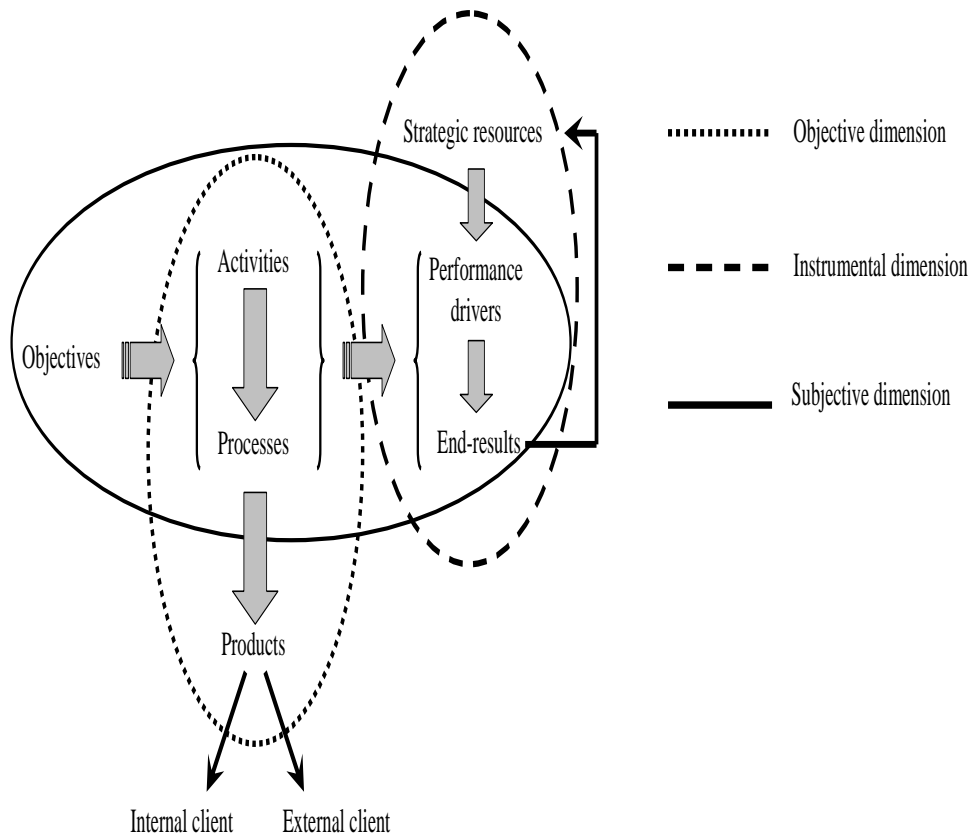 Strategic resources
Objective dimension
Activities
Performance
drivers
Instrumental dimension
Objectives
Subjective dimension
Processes
End-results
Products
Internal client
External client